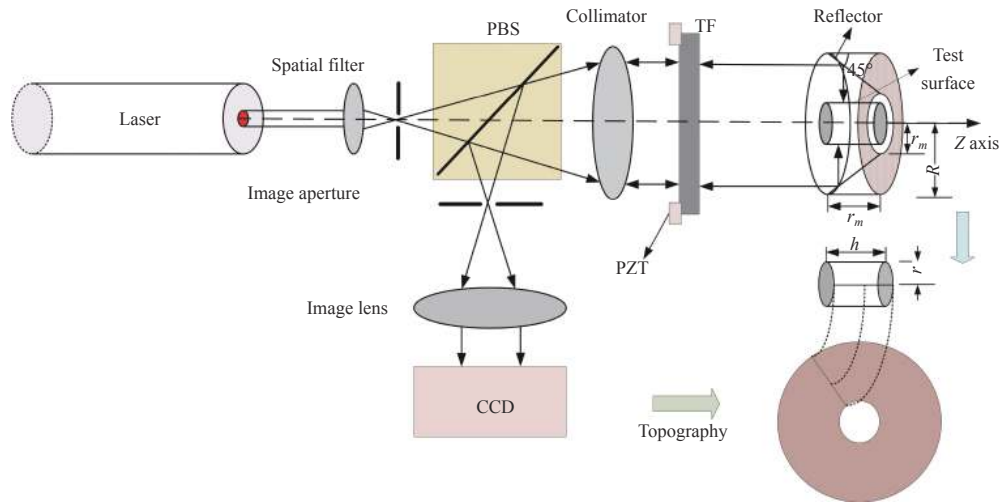 Collimator
TF
Reflector
PBS
Spatial filter
45°
Test
surface
Laser
Z axis
r_m
R
Image aperture
r_m
h
PZT
r
Image lens
CCD
Topography